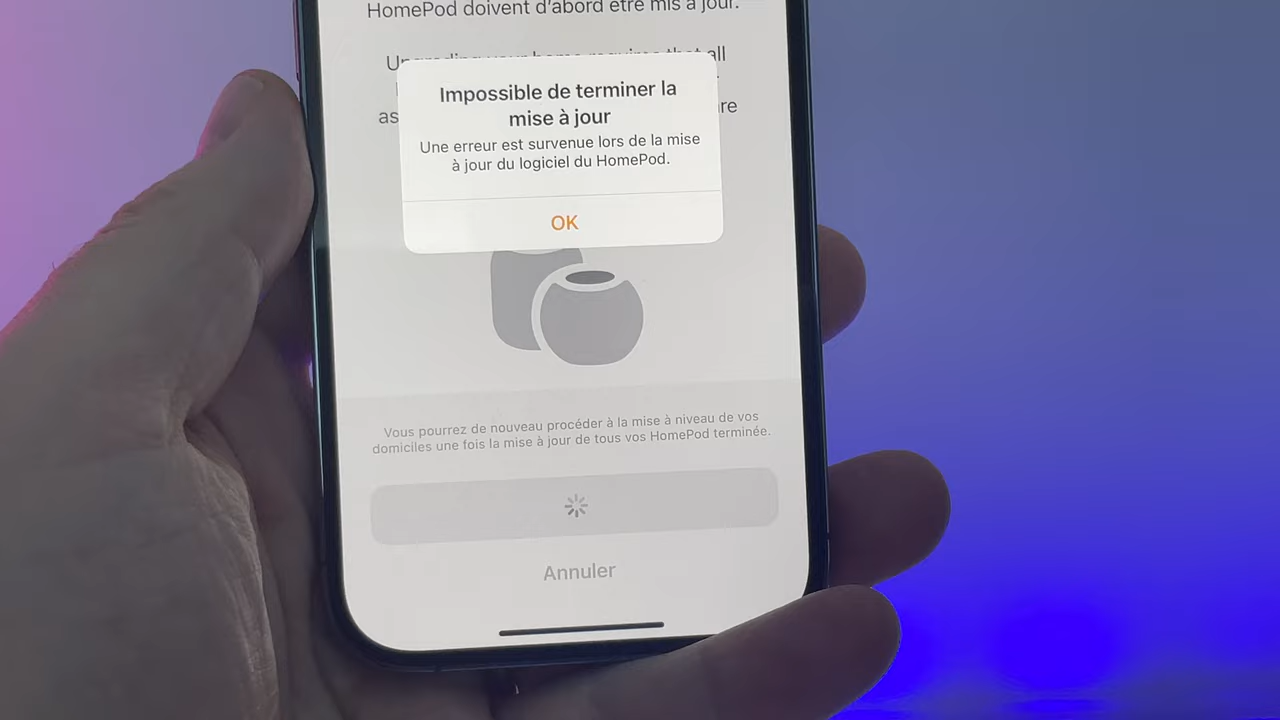 HomePod doivent d'abord être mis à jour.
Upgrading your home requires that all
Impossible de terminer la
mise à jour
as
Une erreur est survenue lors de la mise
à jour du logiciel du HomePod.
OK
Vous pourrez de nouveau procéder à la mise à niveau de vos
domiciles une fois la mise à jour de tous vos HomePod terminée.
Annuler